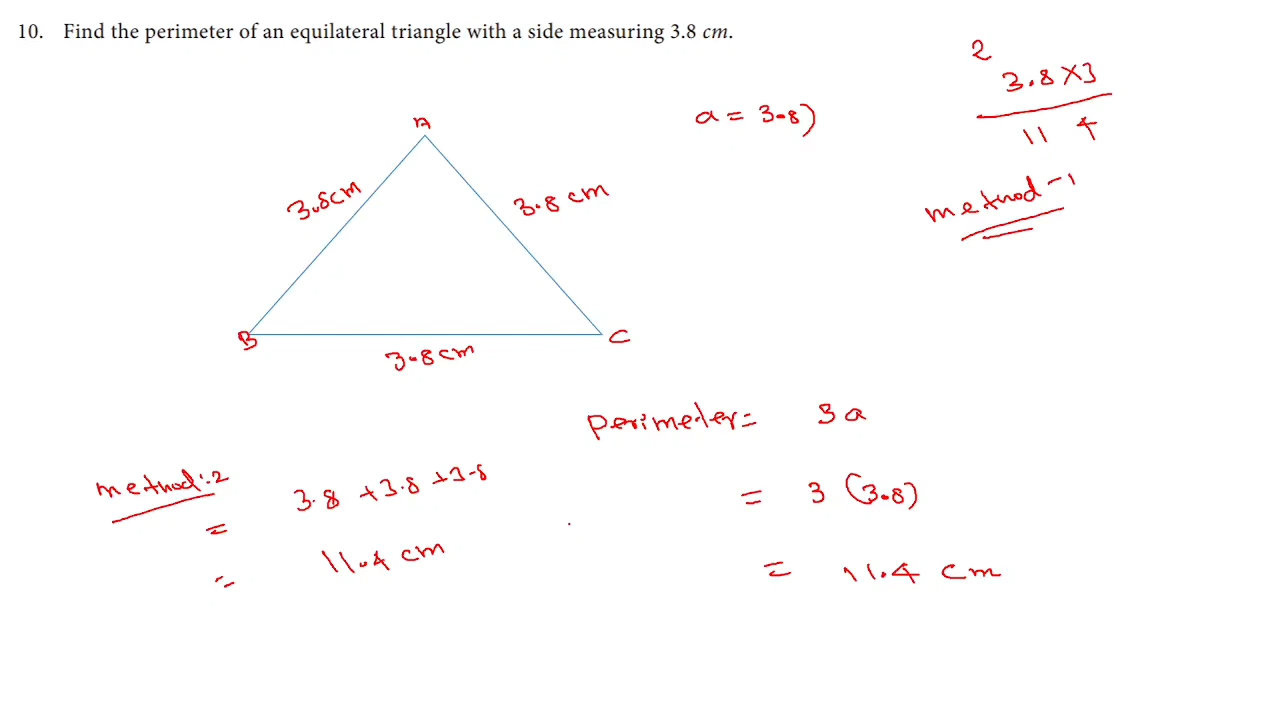 10. Find the perimeter of an equilateral triangle with a side measuring 3.8 cm.
2
3.8 X3
11 4
method-1
a = 3.8)
A
3.8cm
3.8 cm
B
C
3.8cm
Perimeter= 3a
= 3 (3.8)
= 11.4 cm
method:2
= 3.8 +3.8 +3.8
= 11.4 cm